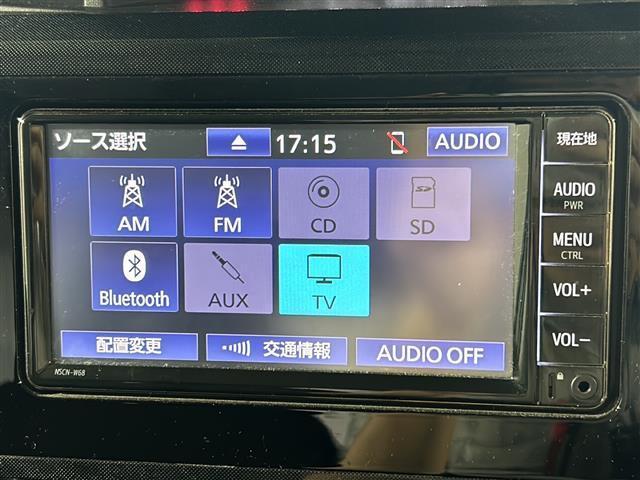 ソース選択
17:15
AUDIO
AM
FM
CD
SD
Bluetooth
AUX
TV
配置変更
交通情報
AUDIO OFF
NSCN-W68
現在地
AUDIO
PWR
MENU
CTRL
VOL+
VOL-